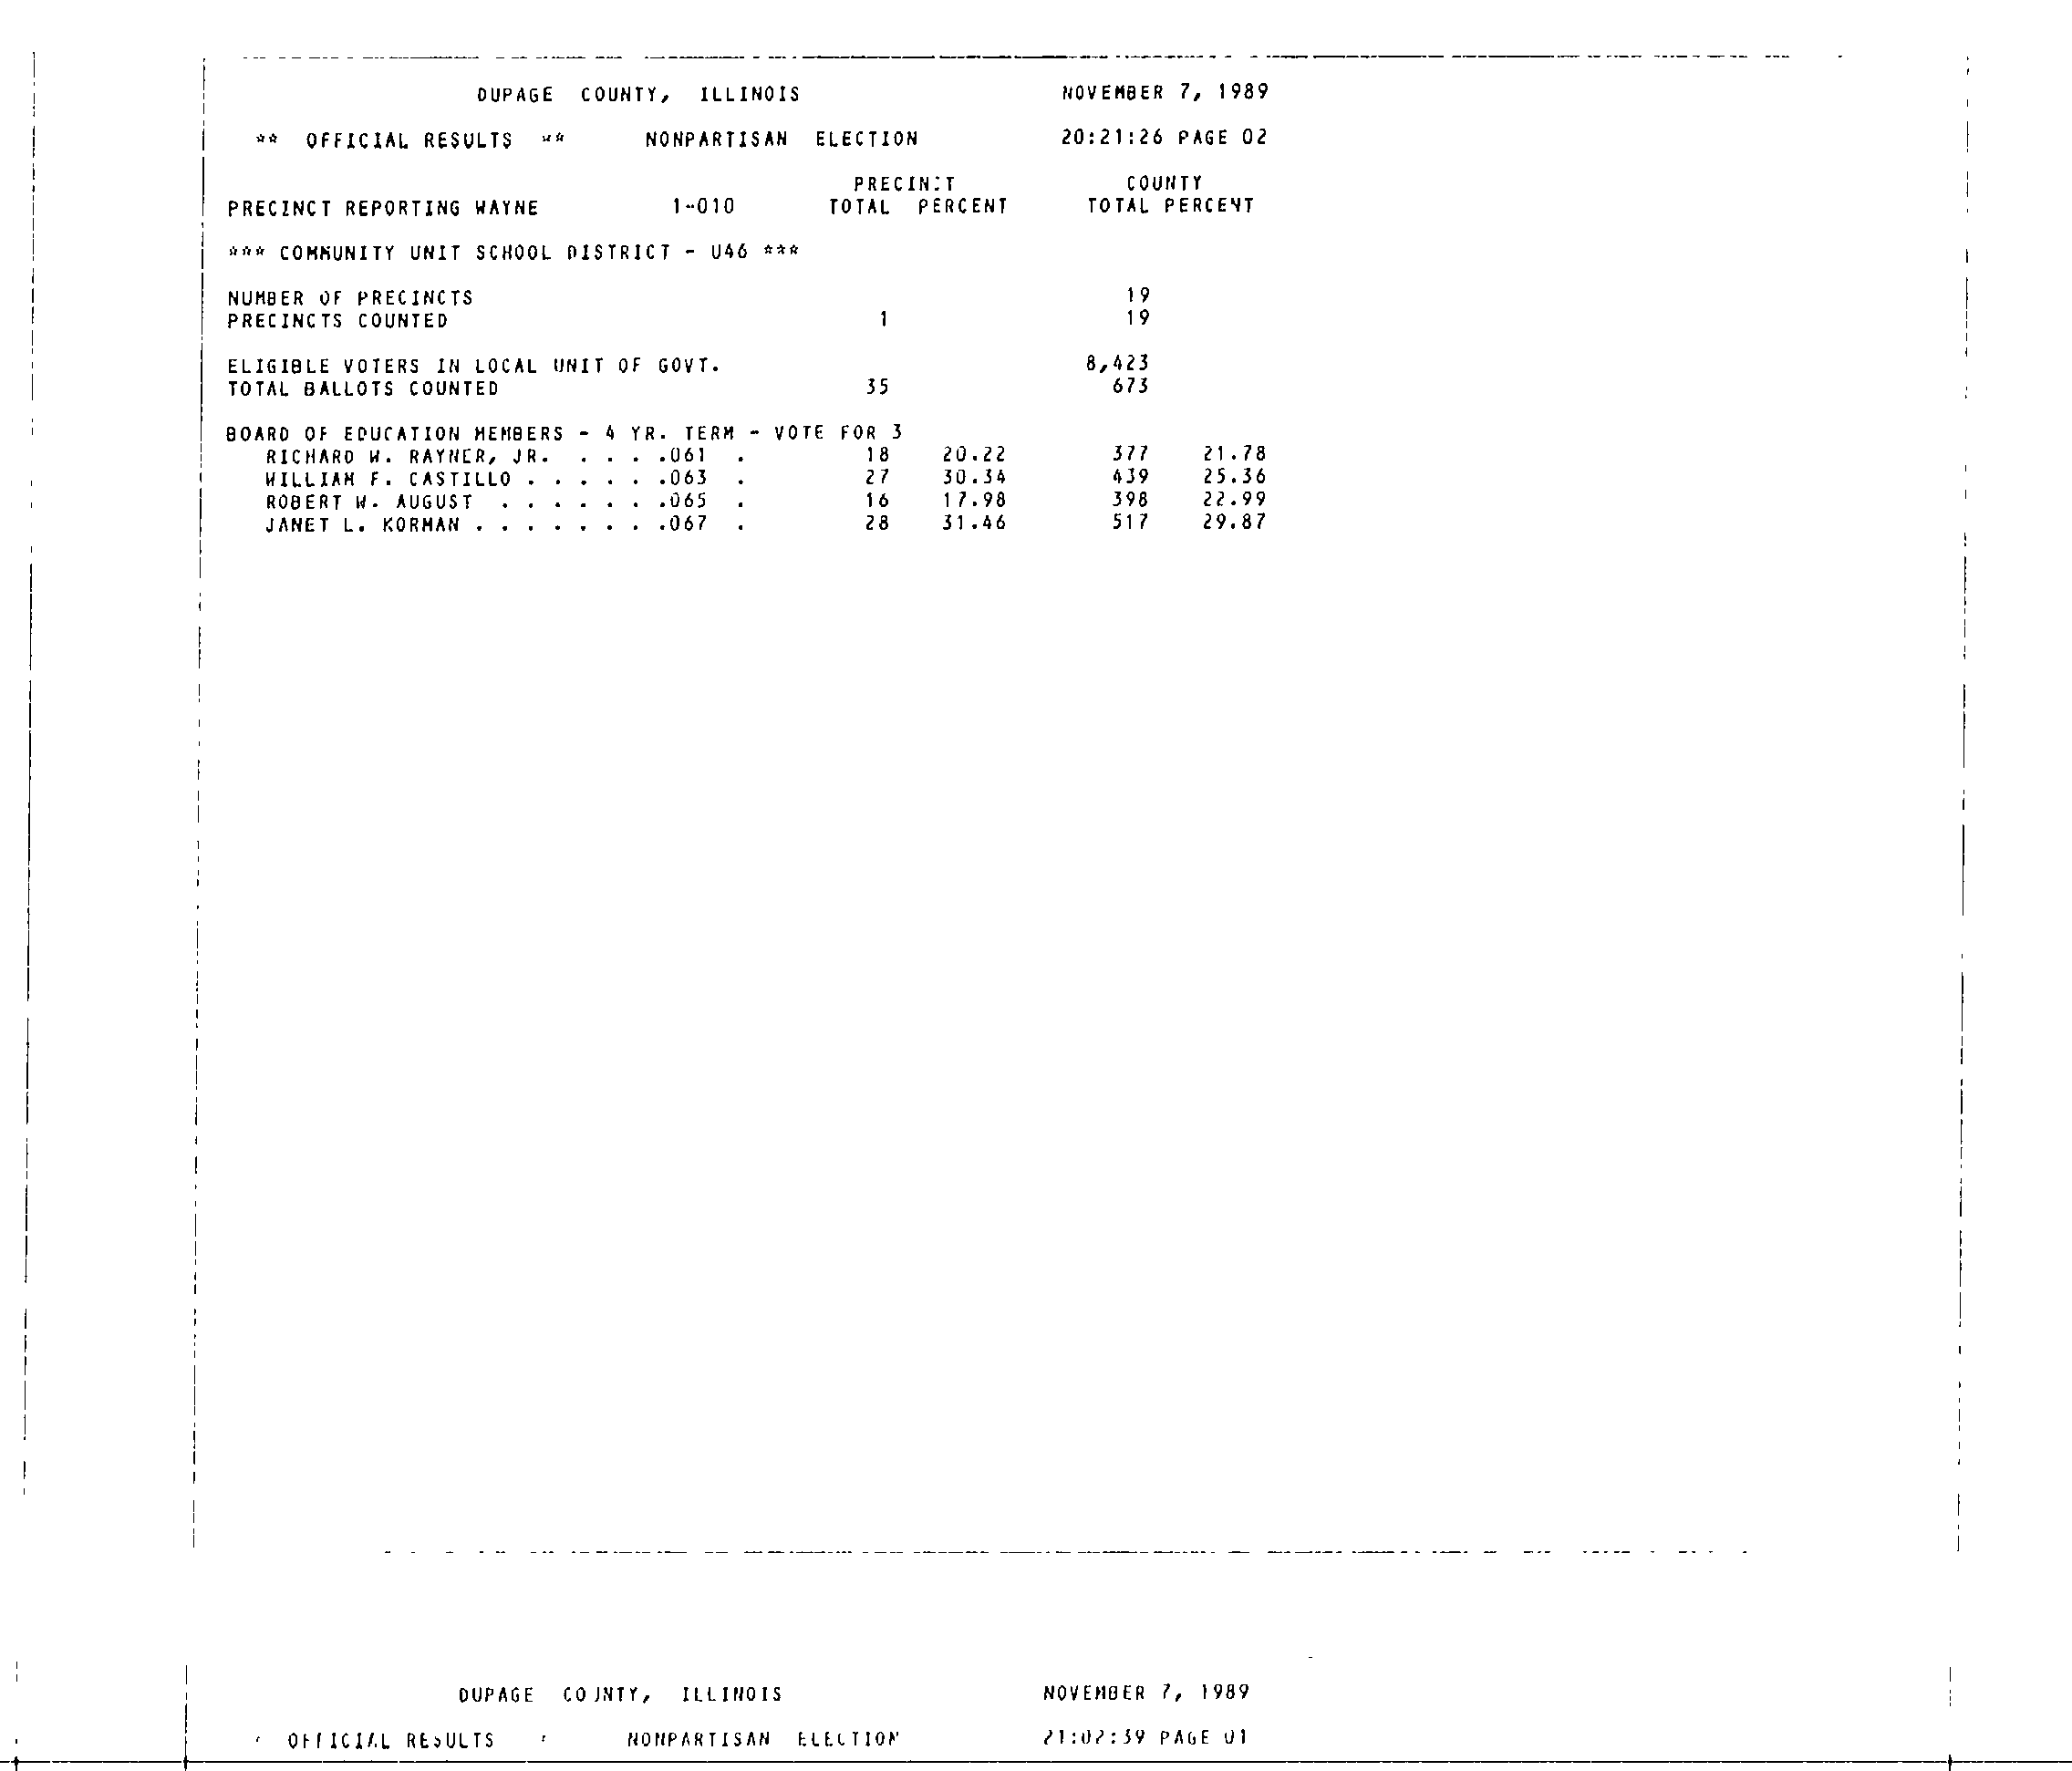 DUPAGE COUNTY, ILLINOIS NOVEMBER 7, 1989
** OFFICIAL RESULTS ** NONPARTISAN ELECTION 20:21:26 PAGE 02
PRECINCT COUNTY
PRECINCT REPORTING WAYNE 1-010 TOTAL PERCENT TOTAL PERCENT
*** COMMUNITY UNIT SCHOOL DISTRICT - U46 ***
NUMBER OF PRECINCTS 19
PRECINCTS COUNTED 1 19
ELIGIBLE VOTERS IN LOCAL UNIT OF GOVT. 8,423
TOTAL BALLOTS COUNTED 35 673
BOARD OF EDUCATION MEMBERS - 4 YR. TERM - VOTE FOR 3
RICHARD W. RAYNER, JR. . . . .061 . 18 20.22 377 21.78
WILLIAM F. CASTILLO . . . . . .063 . 27 30.34 439 25.36
ROBERT W. AUGUST . . . . . . .065 . 16 17.98 398 22.99
JANET L. KORMAN . . . . . . . .067 . 28 31.46 517 29.87
DUPAGE COUNTY, ILLINOIS NOVEMBER 7, 1989
OFFICIAL RESULTS NONPARTISAN ELECTION 21:02:39 PAGE 01